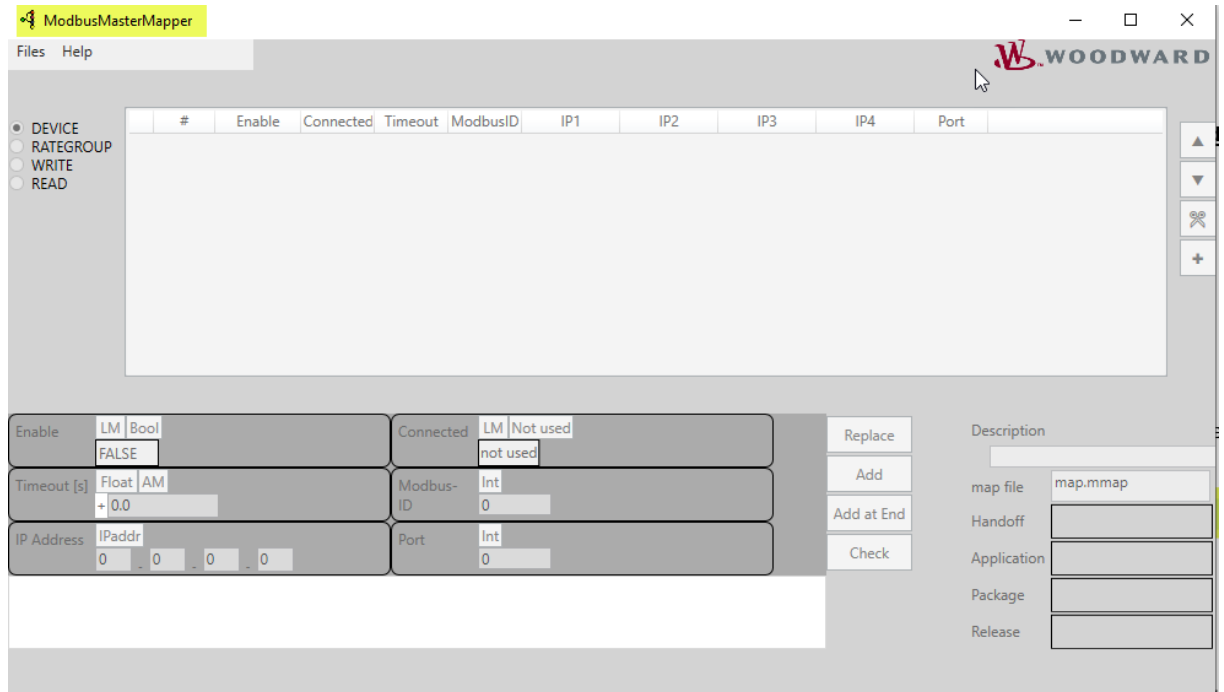 ModbusMasterMapper
Files Help
WOODWARD
DEVICE
RATEGROUP
WRITE
READ
# Enable Connected Timeout ModbusID IP1 IP2 IP3 IP4 Port
Enable LM Bool
FALSE
Connected LM Not used
not used
Timeout [s] Float AM
+ 0.0
Modbus-
ID
Int
0
IP Address IPaddr
0 . 0 . 0 . 0
Port Int
0
Replace
Add
Add at End
Check
Description
map file map.mmap
Handoff
Application
Package
Release